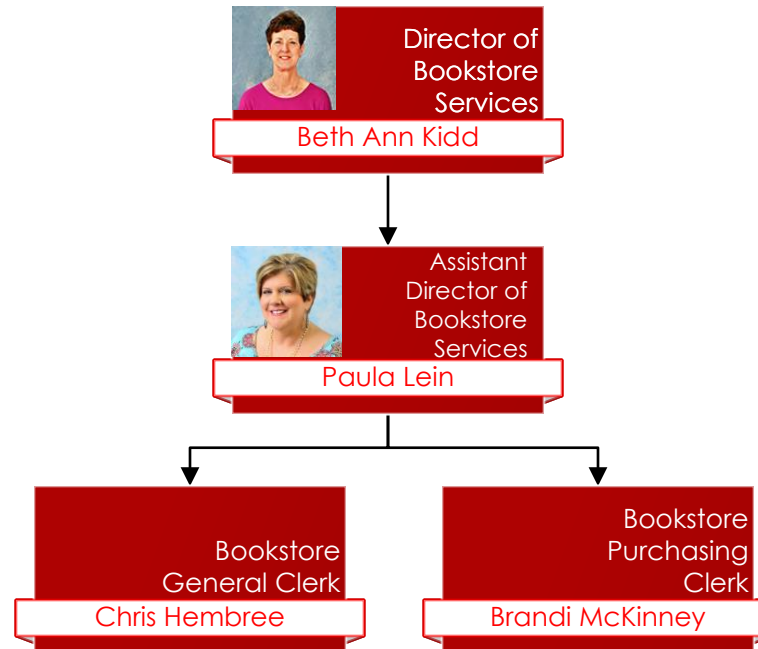 Director of
Bookstore
Services
Beth Ann Kidd
Assistant
Director of
Bookstore
Services
Paula Lein
Bookstore
General Clerk
Chris Hembree
Bookstore
Purchasing
Clerk
Brandi McKinney